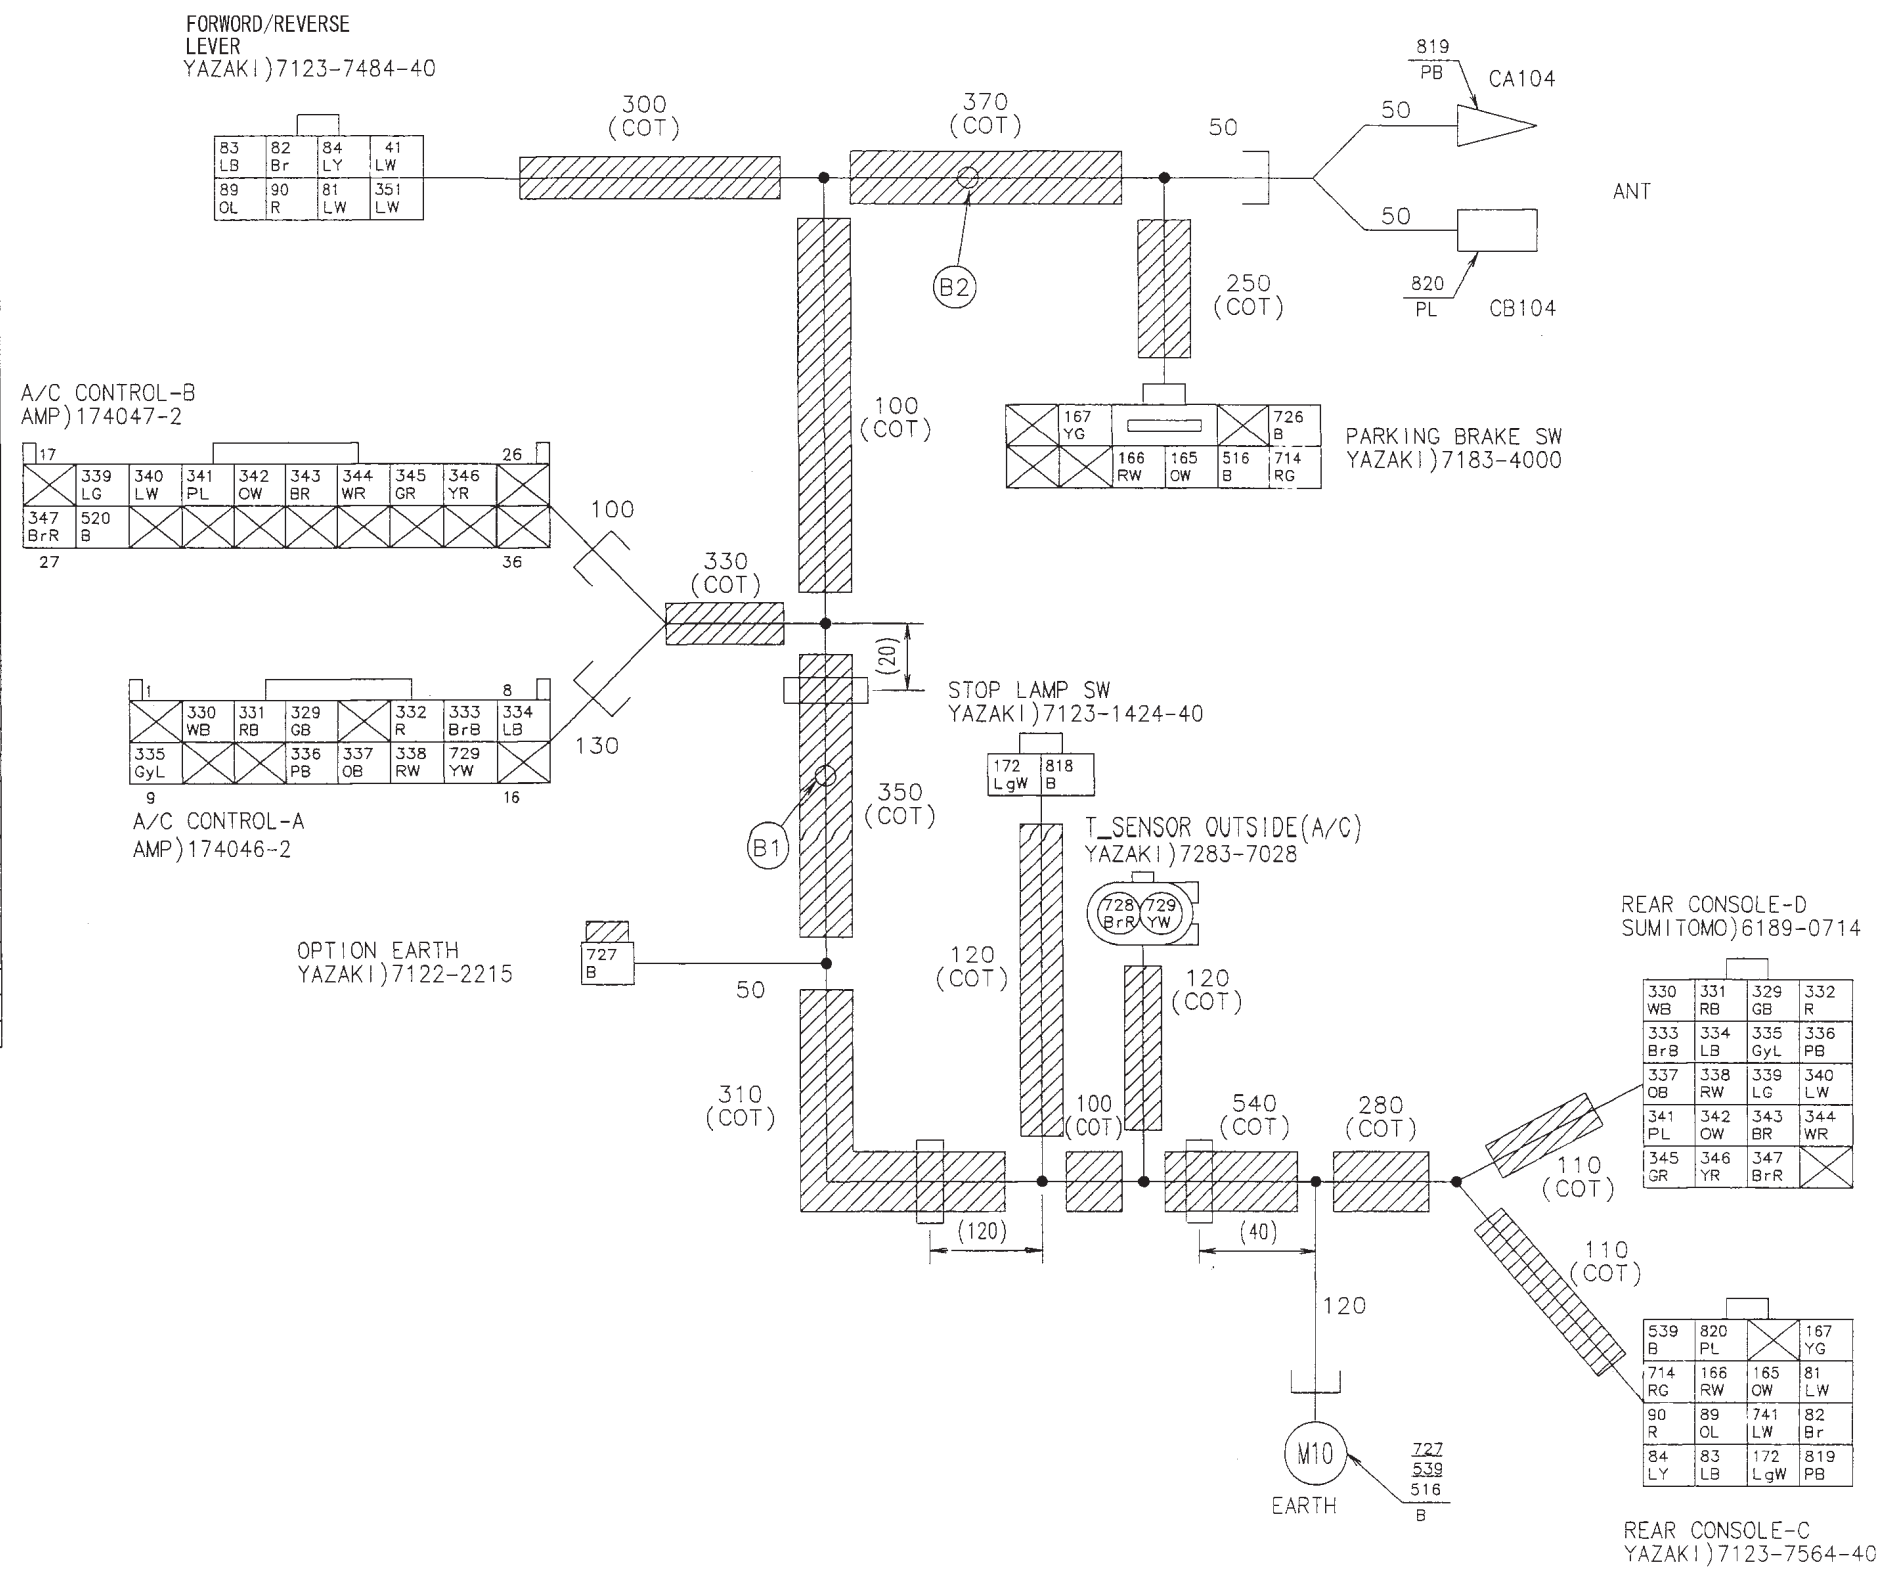 FORWORD/REVERSE
LEVER
YAZAKI)7123-7484-40
83 82 84 41
LB Br LY LW
89 90 81 351
OL R LW LW
300
(COT)
370
(COT)
50
819
PB
CA104
50
ANT
50
820
PL
CB104
B2
250
(COT)
A/C CONTROL-B
AMP)174047-2
17 26
339 340 341 342 343 344 345 346
LG LW PL OW BR WR GR YR
347 520
BrR B
27 36
100
100
(COT)
167 726
YG B
166 165 516 714
RW OW B RG
PARKING BRAKE SW
YAZAKI)7183-4000
330
(COT)
(20)
1 8
330 331 329 332 333 334
WB RB GB R BrB LB
335 336 337 338 729
GyL PB OB RW YW
9 16
130
A/C CONTROL-A
AMP)174046-2
STOP LAMP SW
YAZAKI)7123-1424-40
172 818
LgW B
350
(COT)
B1
T_SENSOR OUTSIDE(A/C)
YAZAKI)7283-7028
728 729
BrR YW
OPTION EARTH
YAZAKI)7122-2215
727
B
50
120
(COT)
120
(COT)
REAR CONSOLE-D
SUMITOMO)6189-0714
330 331 329 332
WB RB GB R
333 334 335 336
BrB LB GyL PB
337 338 339 340
OB RW LG LW
341 342 343 344
PL OW BR WR
345 346 347
GR YR BrR
310
(COT)
100
(COT)
540
(COT)
280
(COT)
110
(COT)
(120)
(40)
110
(COT)
120
M10
EARTH
727
539
516
B
539 820 167
B PL YG
714 166 165 81
RG RW OW LW
90 89 741 82
R OL LW Br
84 83 172 819
LY LB LgW PB
REAR CONSOLE-C
YAZAKI)7123-7564-40